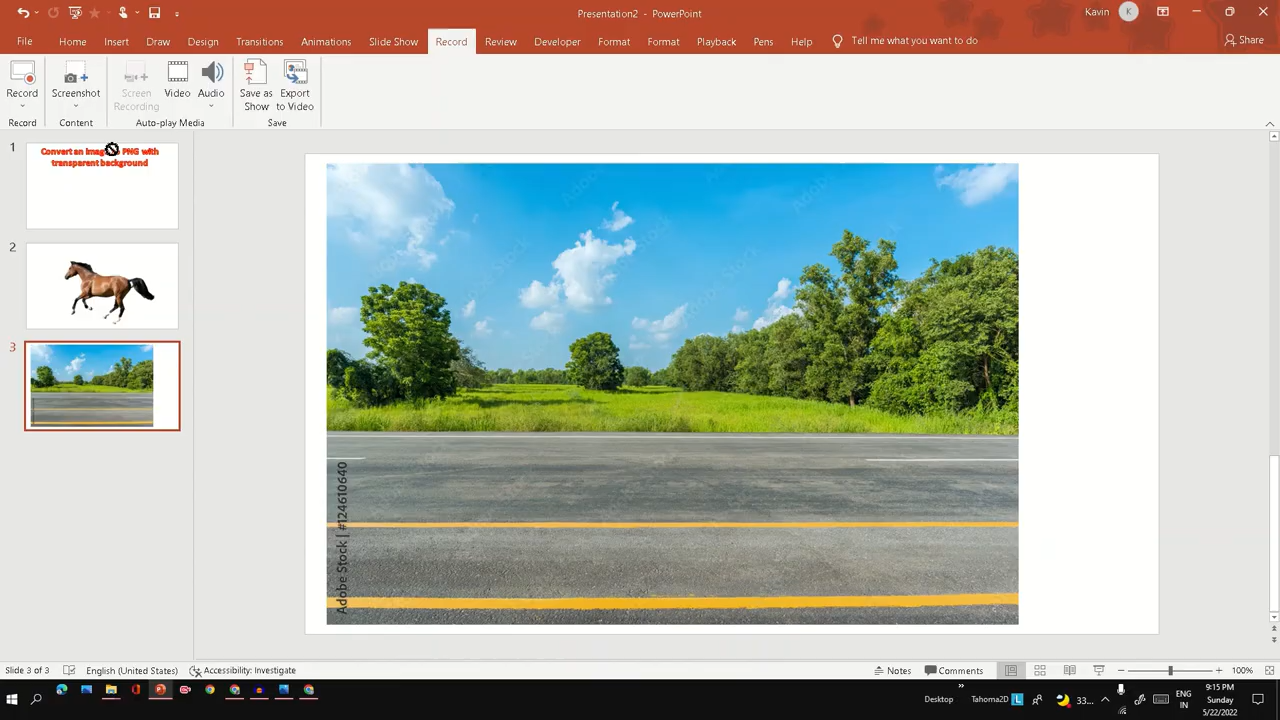 Presentation2 - PowerPoint
Kavin
K
File
Home
Insert
Draw
Design
Transitions
Animations
Slide Show
Record
Review
Developer
Format
Format
Playback
Pens
Help
Tell me what you want to do
Share
Record
Screenshot
Screen Recording
Video
Audio
Save as Show
Export to Video
Record
Content
Auto-play Media
Save
1
PNG with
transparent background
2
3
Adobe Stock | #124610640
Slide 3 of 3
English (United States)
Accessibility: Investigate
Notes
Comments
100%
Desktop
»
Tahoma2D
L
33...
ENG
IN
9:15 PM
Sunday
5/22/2022